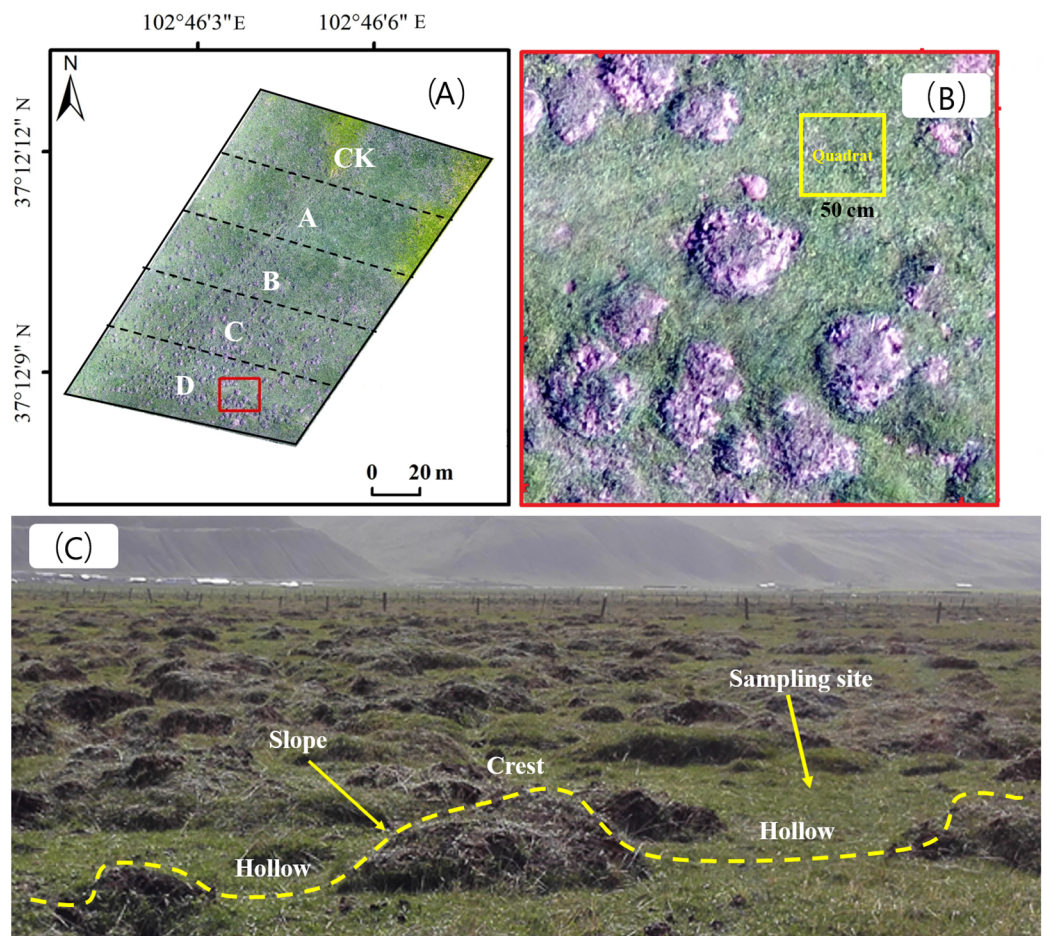 102°46'3" E 102°46'6" E
N
(A)
37°12'12" N
37°12'9" N
CK
A
B
C
D
0 20 m
(B)
Quadrat
50 cm
(C)
Sampling site
Slope
Crest
Hollow
Hollow